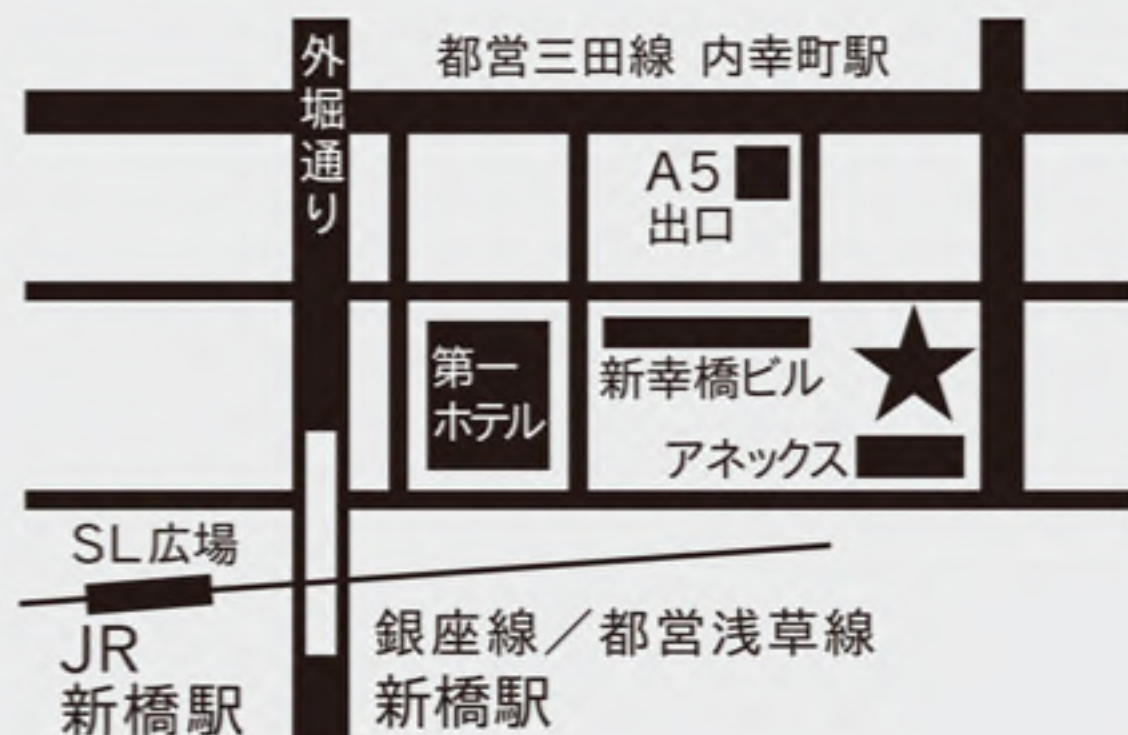 外堀通り
都営三田線 内幸町駅
A5
出口
第一
ホテル
新幸橋ビル
アネックス
SL広場
JR
新橋駅
銀座線／都営浅草線
新橋駅